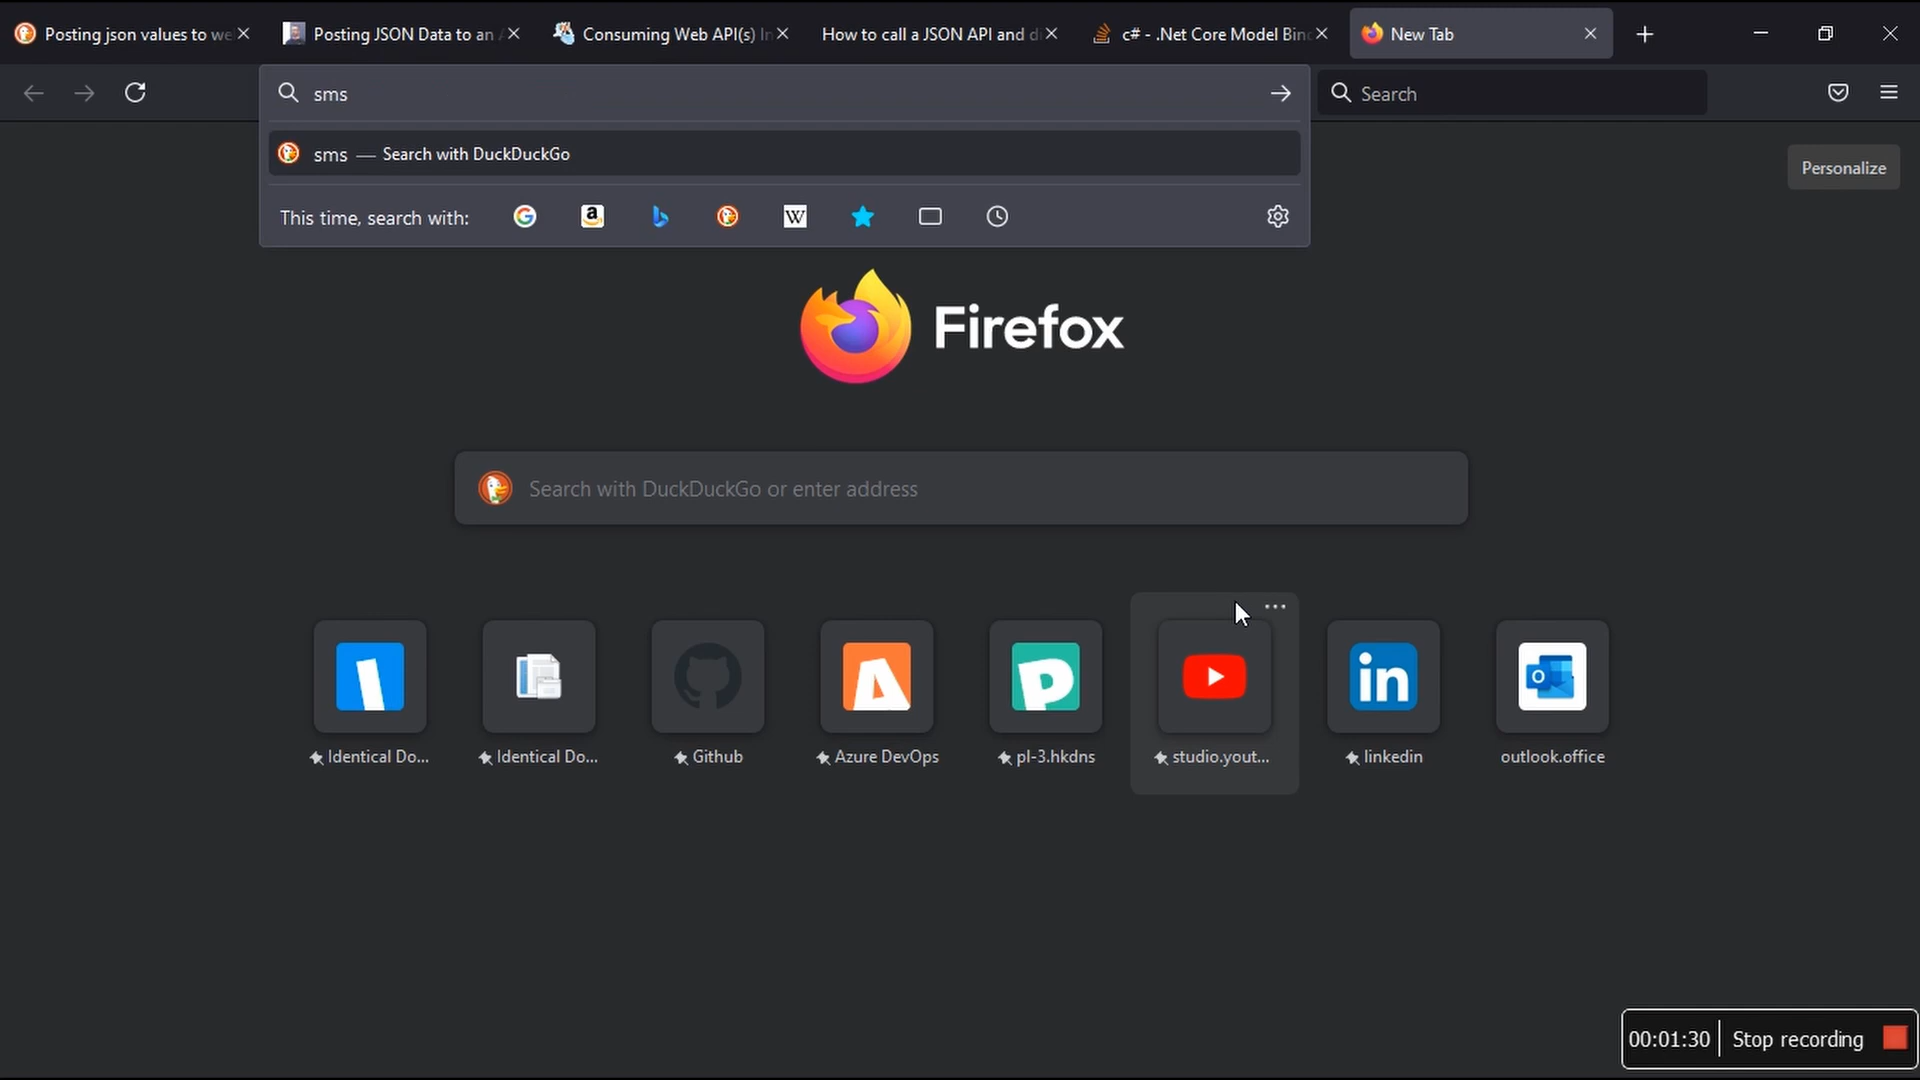 Posting json values to we
Posting JSON Data to an
Consuming Web API(s) In
How to call a JSON API and d
c# - .Net Core Model Bin
New Tab
sms
Search
sms — Search with DuckDuckGo
Personalize
This time, search with:
Firefox
Search with DuckDuckGo or enter address
Identical Do...
Identical Do...
Github
Azure DevOps
pl-3.hkdns
studio.yout...
linkedin
outlook.office
00:01:30
Stop recording